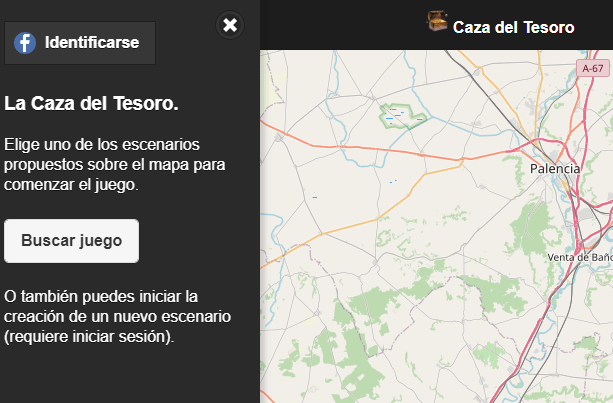 Identificarse
Caza del Tesoro
La Caza del Tesoro.
Elige uno de los escenarios
propuestos sobre el mapa para
comenzar el juego.
Buscar juego
O también puedes iniciar la
creación de un nuevo escenario
(requiere iniciar sesión).
A-67
Palencia
Venta de Baño